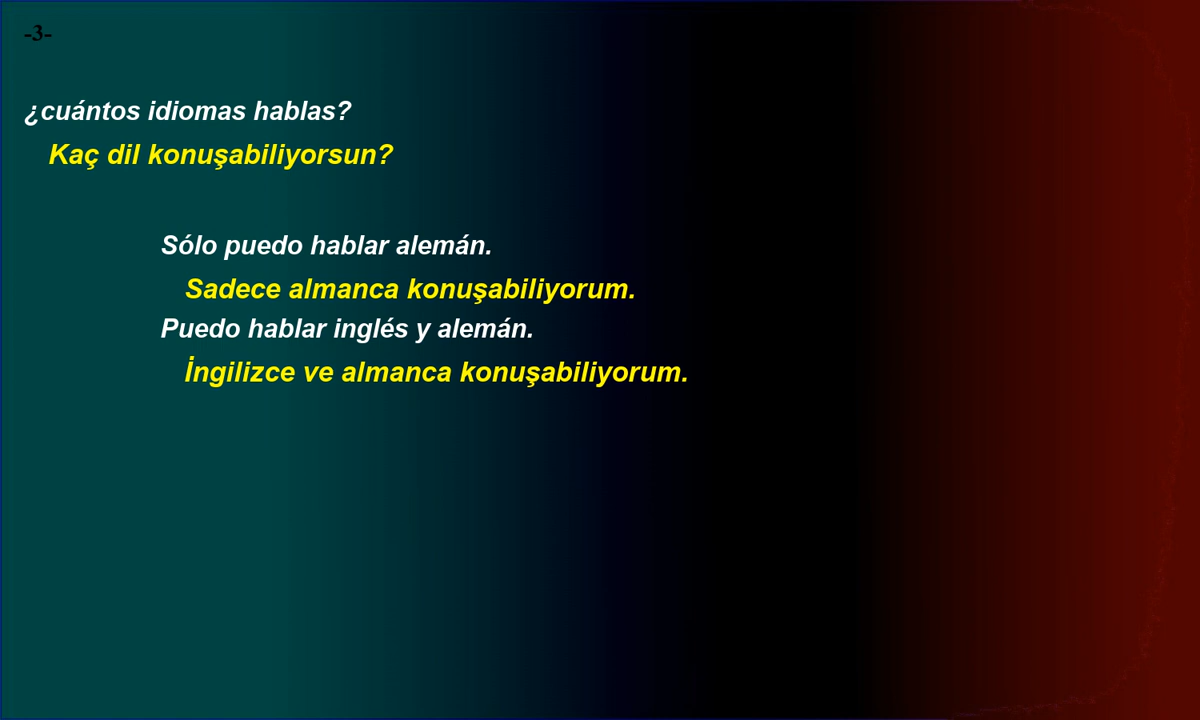 -3-
¿cuántos idiomas hablas?
Kaç dil konuşabiliyorsun?
Sólo puedo hablar alemán.
Sadece almanca konuşabiliyorum.
Puedo hablar inglés y alemán.
İngilizce ve almanca konuşabiliyorum.